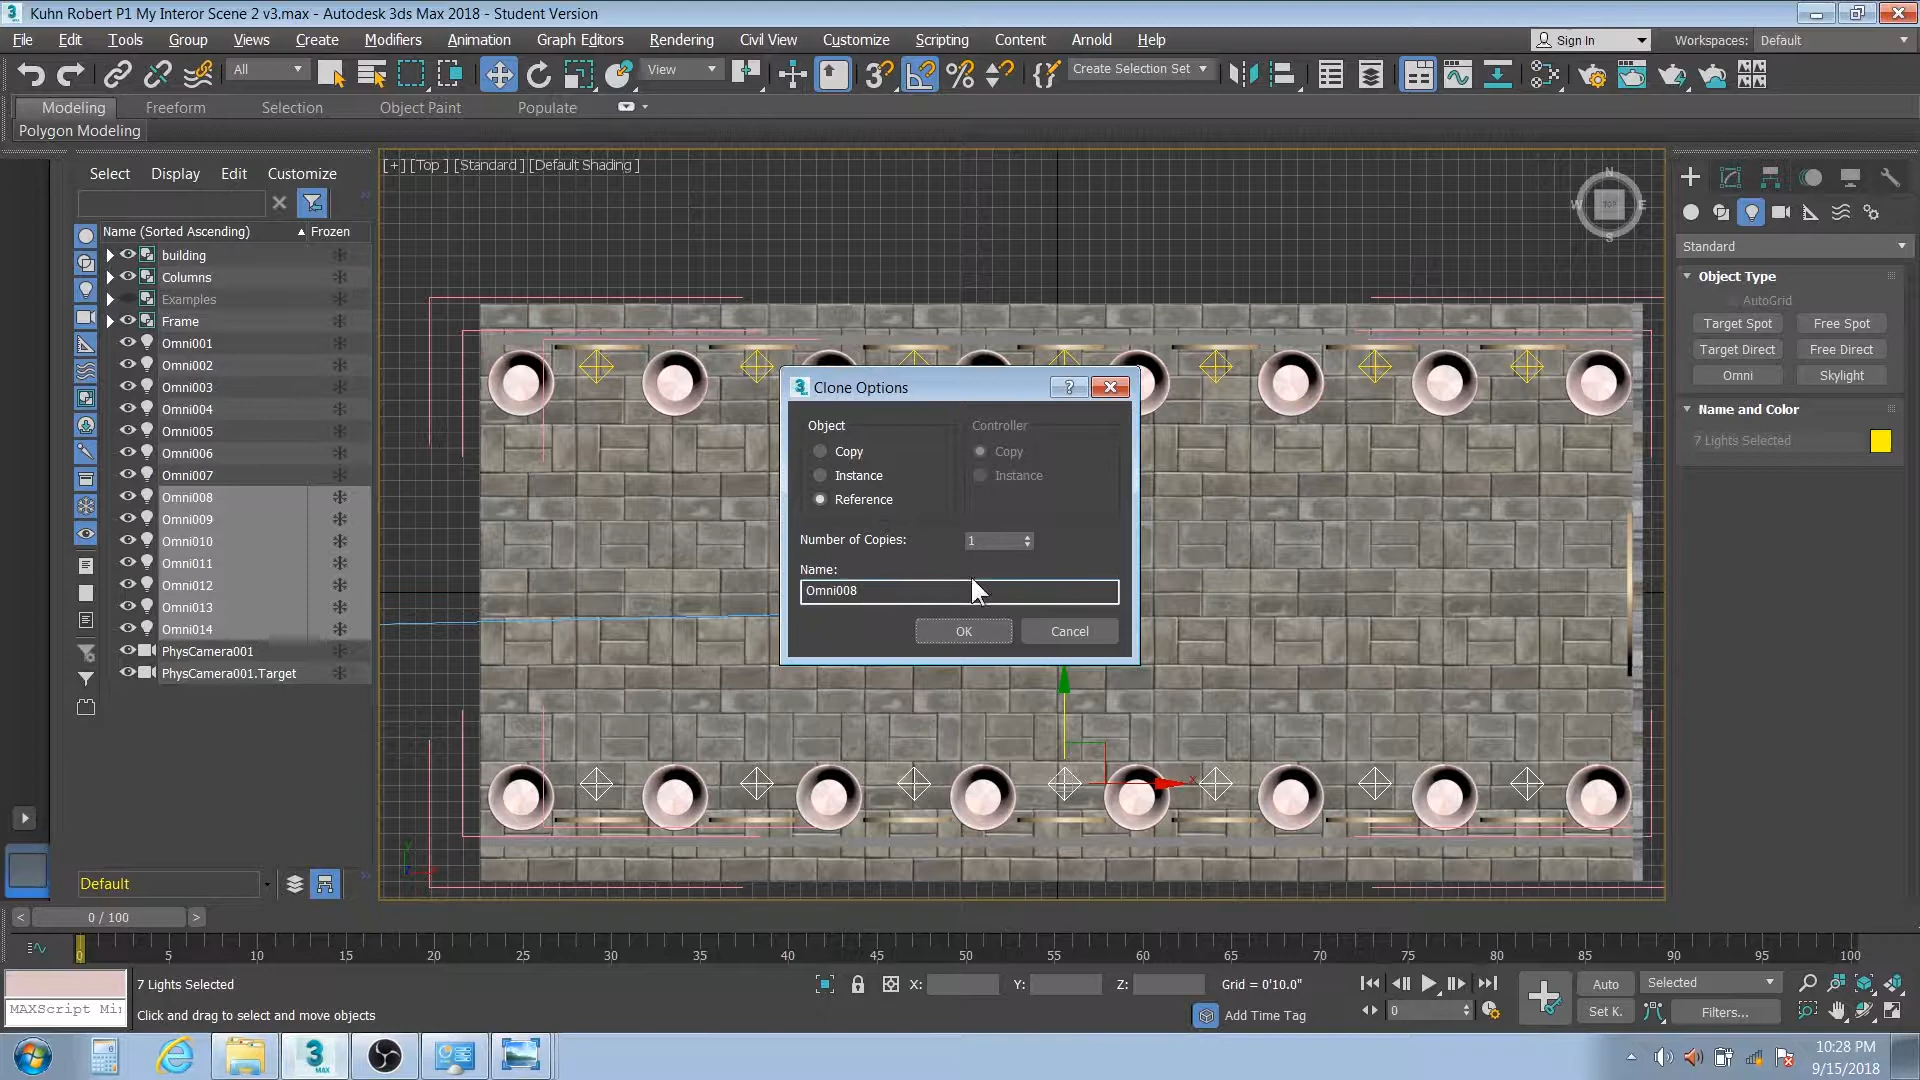 Kuhn Robert P1 My Interor Scene 2 v3.max - Autodesk 3ds Max 2018 - Student Version
File Edit Tools Group Views Create Modifiers Animation Graph Editors Rendering Civil View Customize Scripting Content Arnold Help
Sign In
Workspaces: Default
All
View
Create Selection Set
Modeling Freeform Selection Object Paint Populate
Polygon Modeling
Select Display Edit Customize
Name (Sorted Ascending) Frozen
building
Columns
Examples
Frame
Omni001
Omni002
Omni003
Omni004
Omni005
Omni006
Omni007
Omni008
Omni009
Omni010
Omni011
Omni012
Omni013
Omni014
PhysCamera001
PhysCamera001.Target
Default
[+] [Top ] [Standard ] [Default Shading ]
N
W TOP E
S
Clone Options
Object
Copy
Instance
Reference
Controller
Copy
Instance
Number of Copies: 1
Name:
Omni008
OK Cancel
x
y
Standard
Object Type
AutoGrid
Target Spot Free Spot
Target Direct Free Direct
Omni Skylight
Name and Color
7 Lights Selected
< 0 / 100 >
0 5 10 15 20 25 30 35 40 45 50 55 60 65 70 75 80 85 90 95 100
7 Lights Selected
MAXScript Mi
Click and drag to select and move objects
X: Y: Z: Grid = 0'10.0"
Add Time Tag
0
Auto Selected
Set K. Filters...
MAX
10:28 PM
9/15/2018